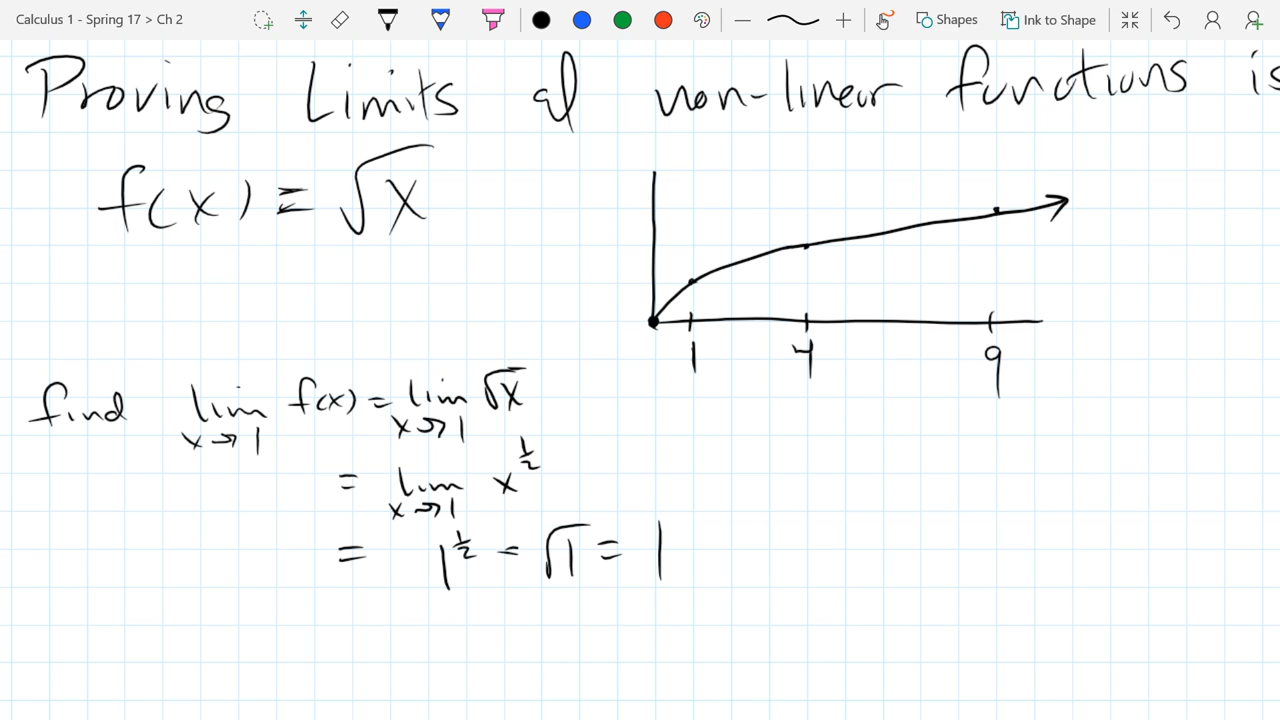 Calculus 1 - Spring 17 > Ch 2
Shapes
Ink to Shape
Proving Limits of non-linear functions is
f(x) = √x
1 4 9
find lim x→1 f(x) = lim x→1 √x
= lim x→1 x^{1/2}
= 1^{1/2} = √1 = 1